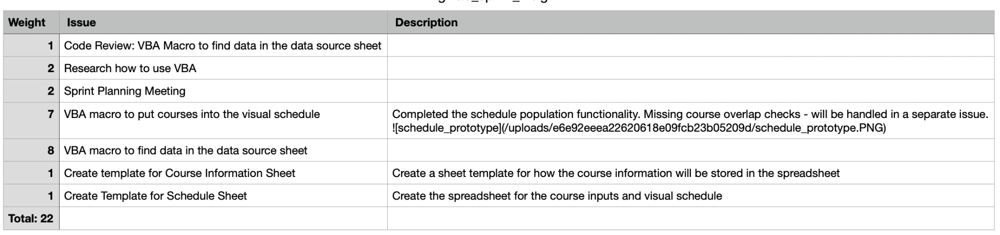 Weight Issue Description
1 Code Review: VBA Macro to find data in the data source sheet
2 Research how to use VBA
2 Sprint Planning Meeting
7 VBA macro to put courses into the visual schedule Completed the schedule population functionality. Missing course overlap checks - will be handled in a separate issue.
![schedule_prototype](/uploads/e6e92eeea22620618e09fcb23b05209d/schedule_prototype.PNG)
8 VBA macro to find data in the data source sheet
1 Create template for Course Information Sheet Create a sheet template for how the course information will be stored in the spreadsheet
1 Create Template for Schedule Sheet Create the spreadsheet for the course inputs and visual schedule
Total: 22